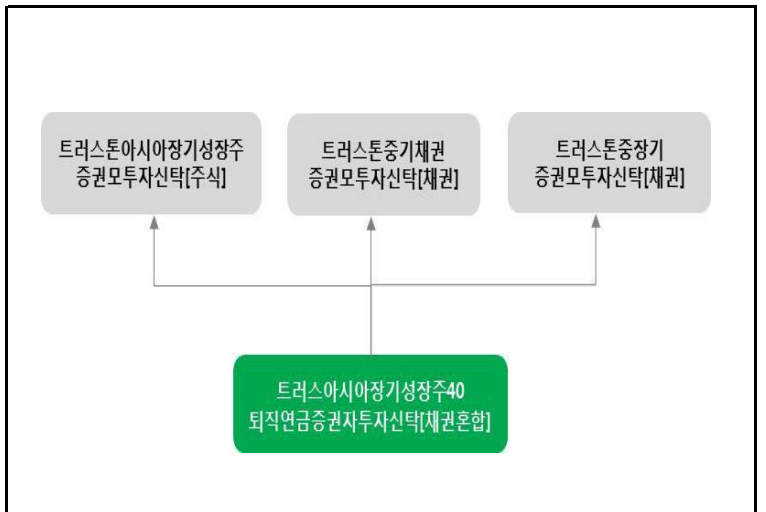 트러스톤아시아장기성장주
증권모투자신탁[주식]
트러스톤중기채권
증권모투자신탁[채권]
트러스톤중장기
증권모투자신탁[채권]
트러스아시아장기성장주40
퇴직연금증권자투자신탁[채권혼합]